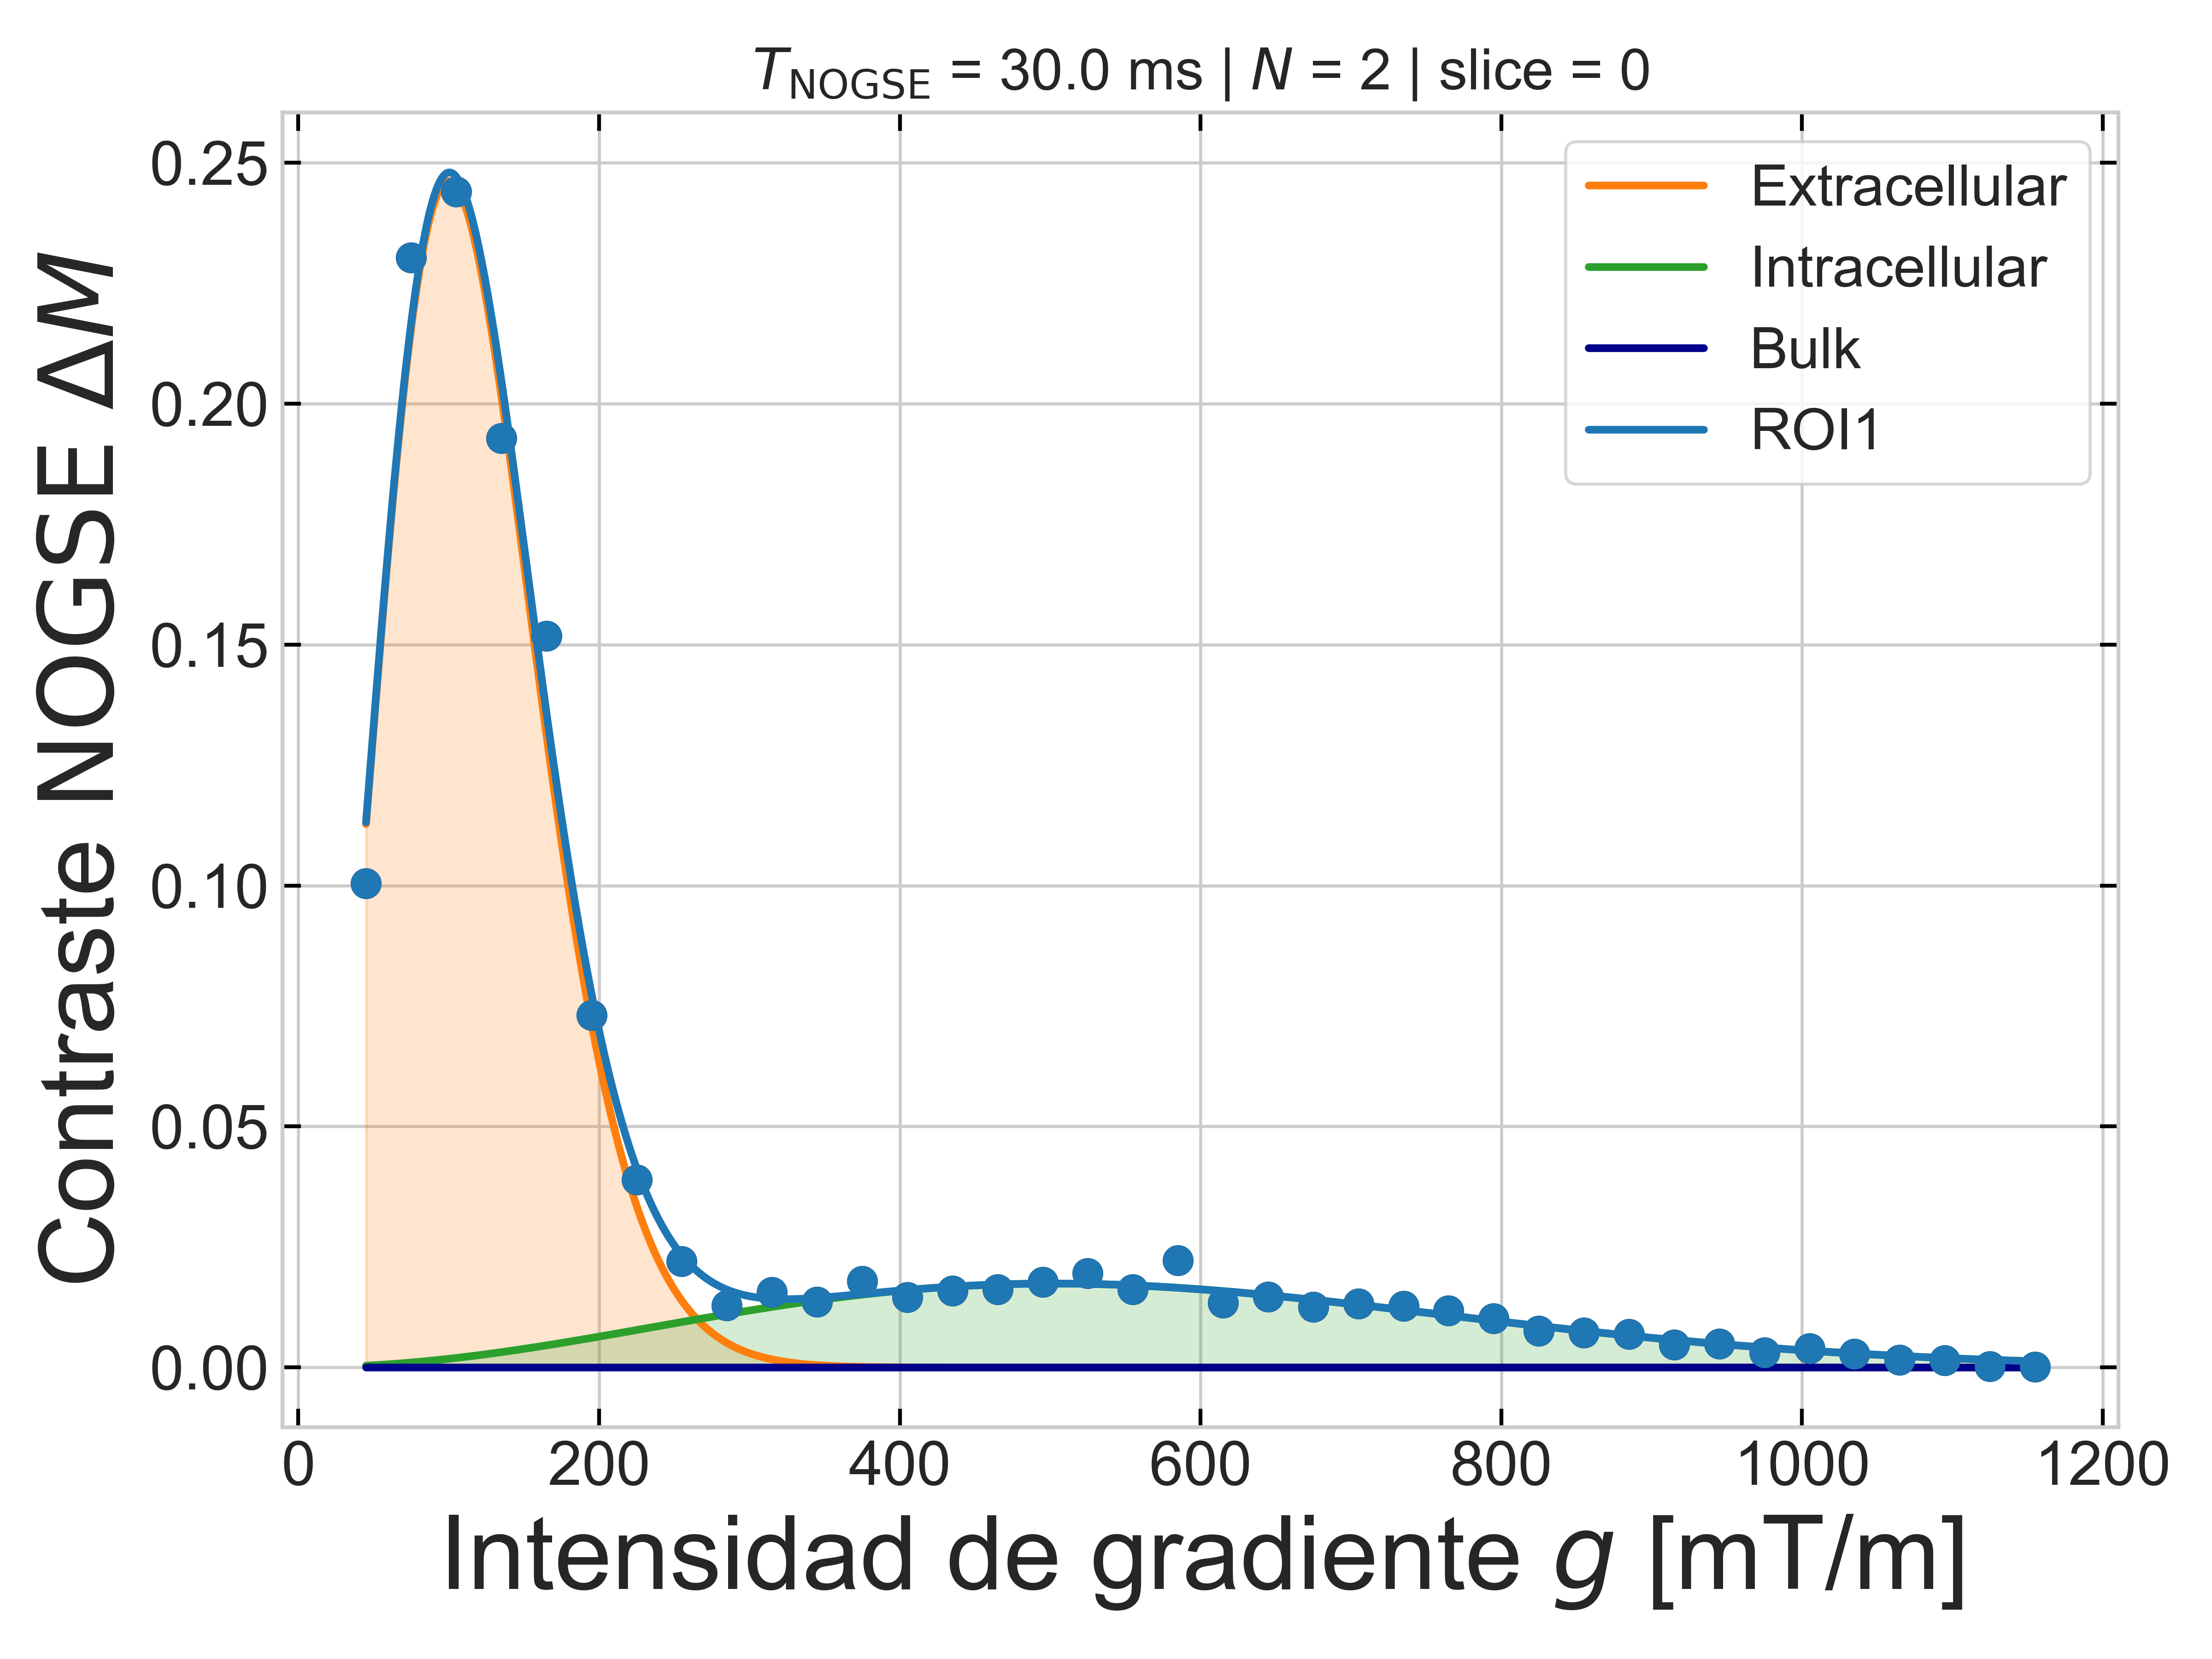 T_NOGSE = 30.0 ms | N = 2 | slice = 0
Contraste NOGSE ΔM
0.25
0.20
0.15
0.10
0.05
0.00
Extracellular
Intracellular
Bulk
ROI1
0 200 400 600 800 1000 1200
Intensidad de gradiente g [mT/m]